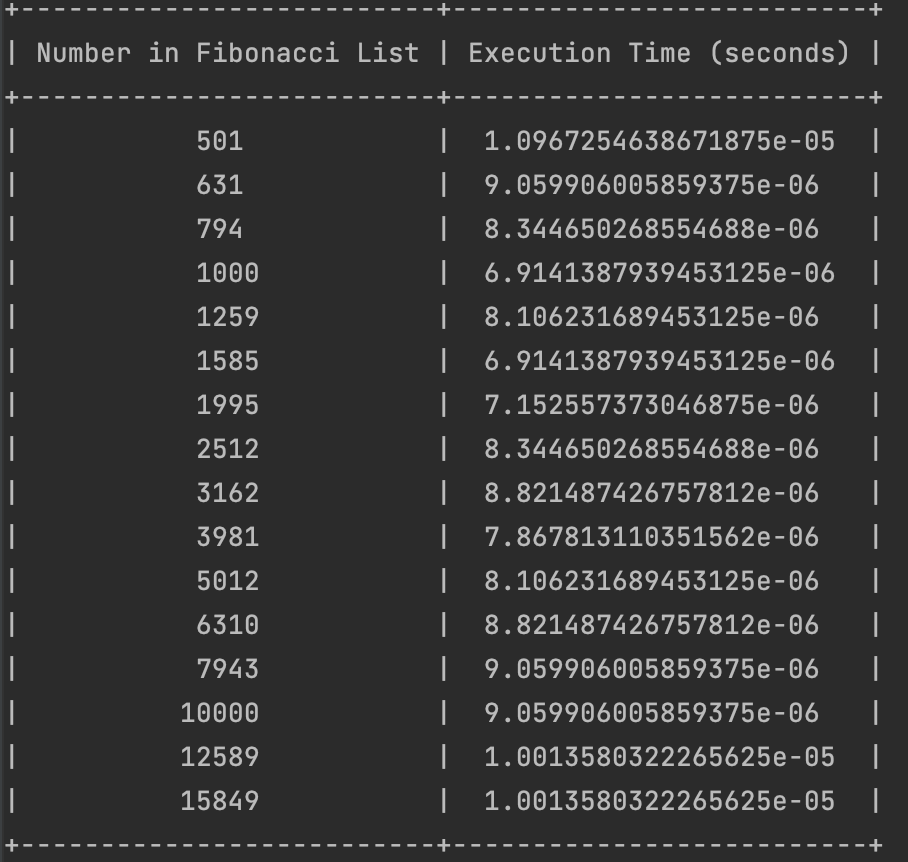 +--------------------------+--------------------------+
| Number in Fibonacci List | Execution Time (seconds) |
+--------------------------+--------------------------+
|           501            |  1.0967254638671875e-05  |
|           631            |  9.059906005859375e-06   |
|           794            |  8.344650268554688e-06   |
|           1000           |  6.9141387939453125e-06  |
|           1259           |  8.106231689453125e-06   |
|           1585           |  6.9141387939453125e-06  |
|           1995           |  7.152557373046875e-06   |
|           2512           |  8.344650268554688e-06   |
|           3162           |  8.821487426757812e-06   |
|           3981           |  7.867813110351562e-06   |
|           5012           |  8.106231689453125e-06   |
|           6310           |  8.821487426757812e-06   |
|           7943           |  9.059906005859375e-06   |
|          10000           |  9.059906005859375e-06   |
|          12589           |  1.0013580322265625e-05  |
|          15849           |  1.0013580322265625e-05  |
+--------------------------+--------------------------+